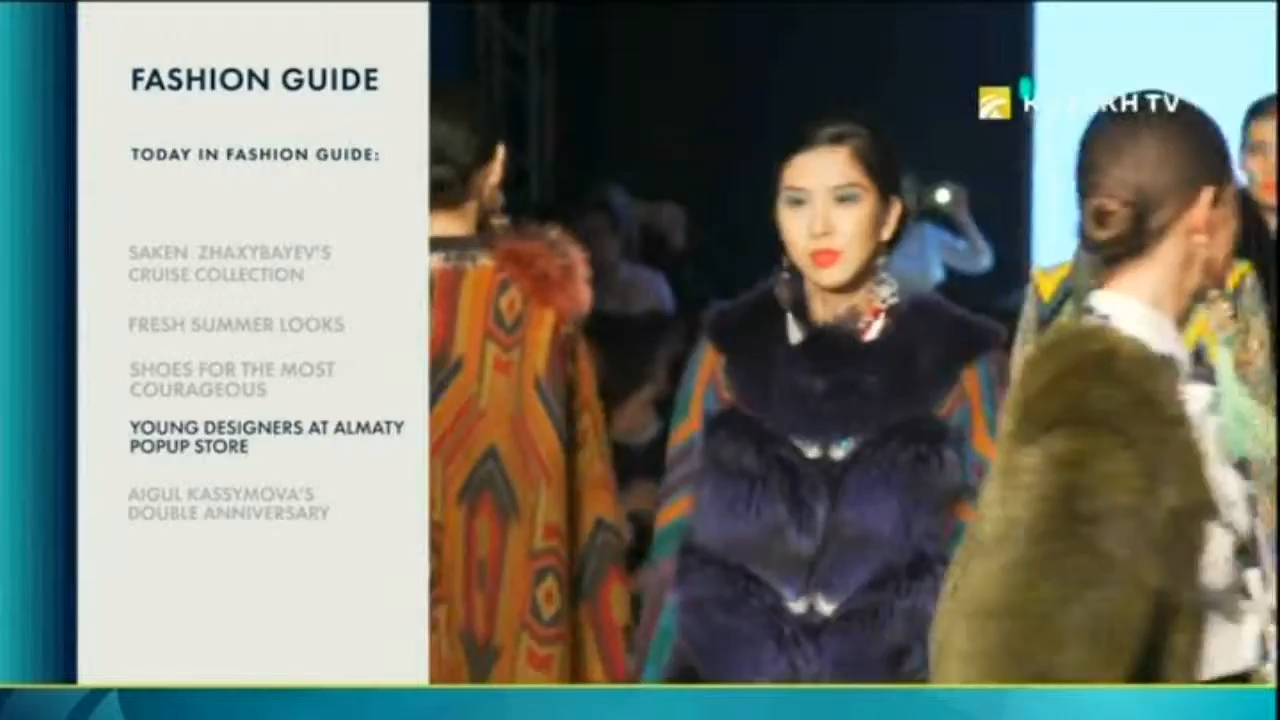 FASHION GUIDE
TODAY IN FASHION GUIDE:
SAKEN ZHAXYBAYEV'S
CRUISE COLLECTION
FRESH SUMMER LOOKS
SHOES FOR THE MOST
COURAGEOUS
YOUNG DESIGNERS AT ALMATY
POPUP STORE
AIGUL KASSYMOVA'S
DOUBLE ANNIVERSARY
TV